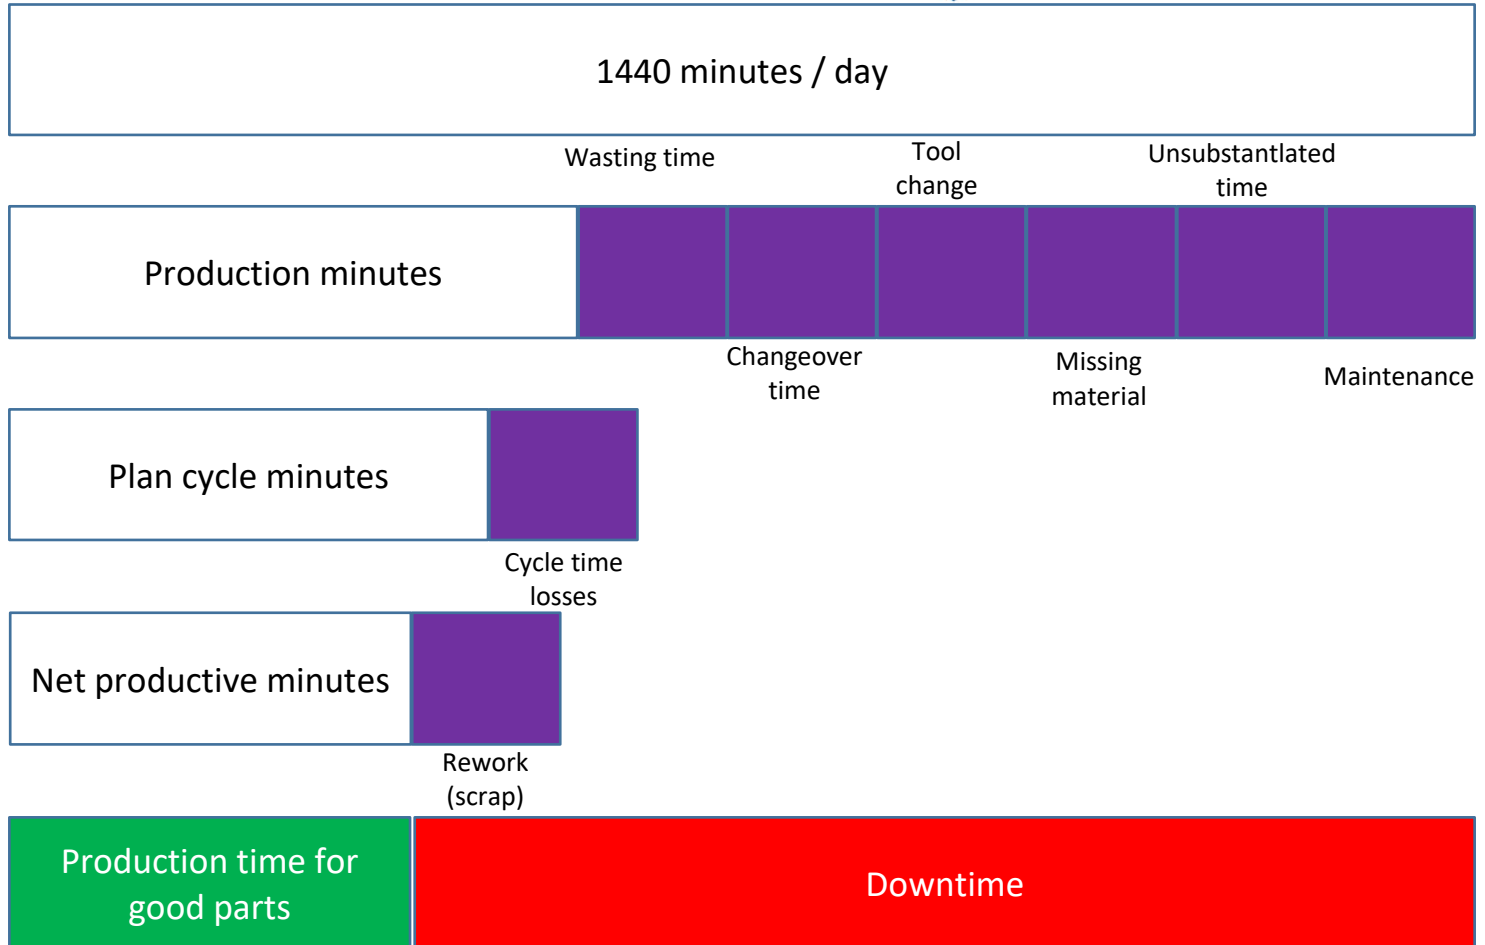 1440 minutes / day
Wasting time
Tool
change
Unsubstantlated
time
Production minutes
Changeover
time
Missing
material
Maintenance
Plan cycle minutes
Cycle time
losses
Net productive minutes
Rework
(scrap)
Production time for
good parts
Downtime